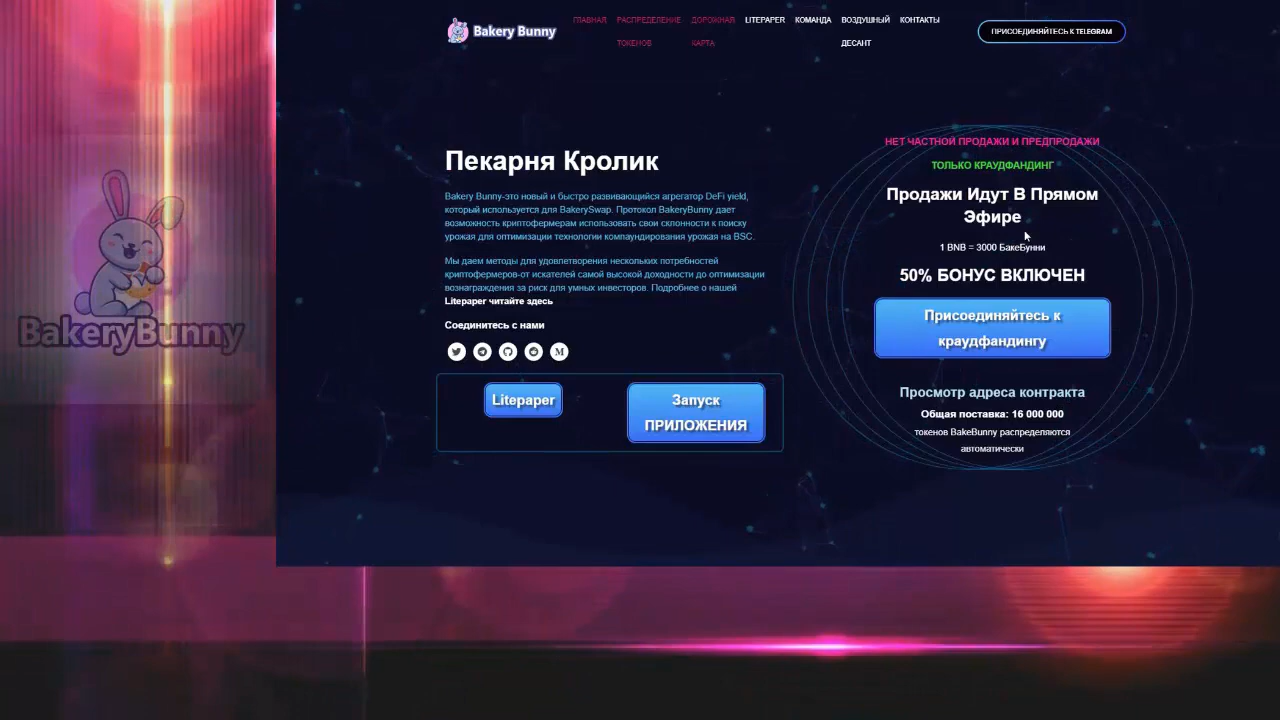 Bakery Bunny
ГЛАВНАЯ
РАСПРЕДЕЛЕНИЕ
ТОКЕНОВ
ДОРОЖНАЯ
КАРТА
LITEPAPER
КОМАНДА
ВОЗДУШНЫЙ
ДЕСАНТ
КОНТАКТЫ
ПРИСОЕДИНЯЙТЕСЬ К TELEGRAM
Пекарня Кролик
Bakery Bunny-это новый и быстро развивающийся агрегатор DeFi yield,
который используется для BakerySwap. Протокол BakeryBunny дает
возможность криптофермерам использовать свои склонности к поиску
урожая для оптимизации технологии компаундирования урожая на BSC.
Мы даем методы для удовлетворения нескольких потребностей
криптофермеров-от искателей самой высокой доходности до оптимизации
вознаграждения за риск для умных инвесторов. Подробнее о нашей
Litepaper читайте здесь
Соединитесь с нами
Litepaper
Запуск
ПРИЛОЖЕНИЯ
НЕТ ЧАСТНОЙ ПРОДАЖИ И ПРЕДПРОДАЖИ
ТОЛЬКО КРАУДФАНДИНГ
Продажи Идут В Прямом
Эфире
1 BNB = 3000 БакеБунни
50% БОНУС ВКЛЮЧЕН
Присоединяйтесь к
краудфандингу
Просмотр адреса контракта
Общая поставка: 16 000 000
токенов BakeBunny распределяются
автоматически
BakeryBunny